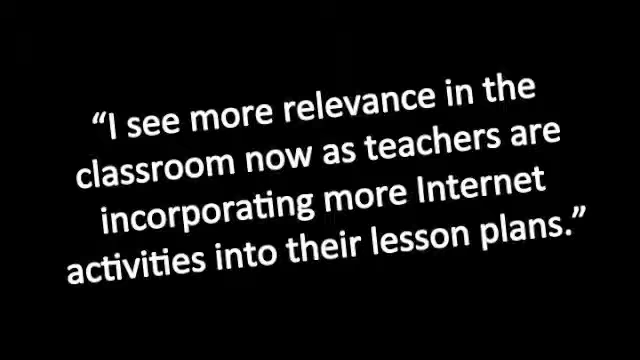 “I see more relevance in the
classroom now as teachers are
incorporating more Internet
activities into their lesson plans.”